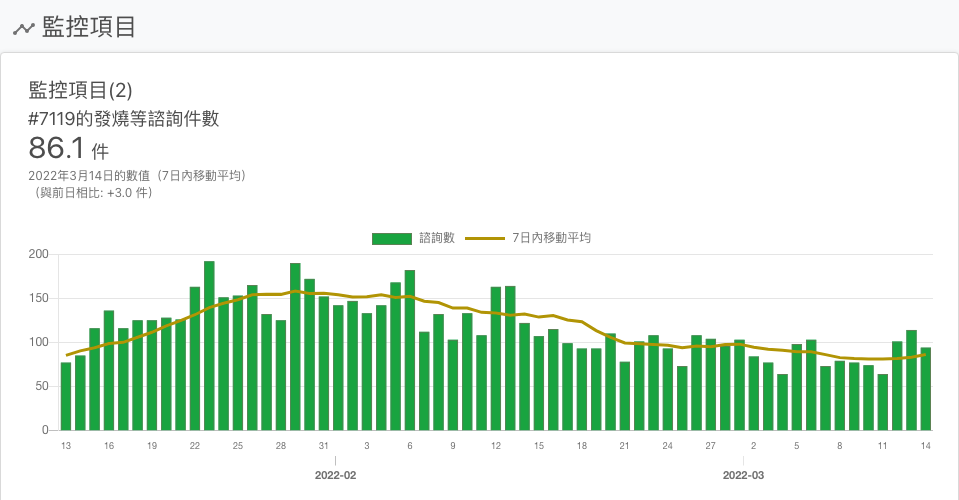 監控項目
監控項目(2)
#7119的發燒等諮詢件數
86.1 件
2022年3月14日的數值（7日內移動平均）
（與前日相比: +3.0 件）
諮詢數 7日內移動平均
200
150
100
50
0
13 16 19 22 25 28 31 3 6 9 12 15 18 21 24 27 2 5 8 11 14
2022-02 2022-03